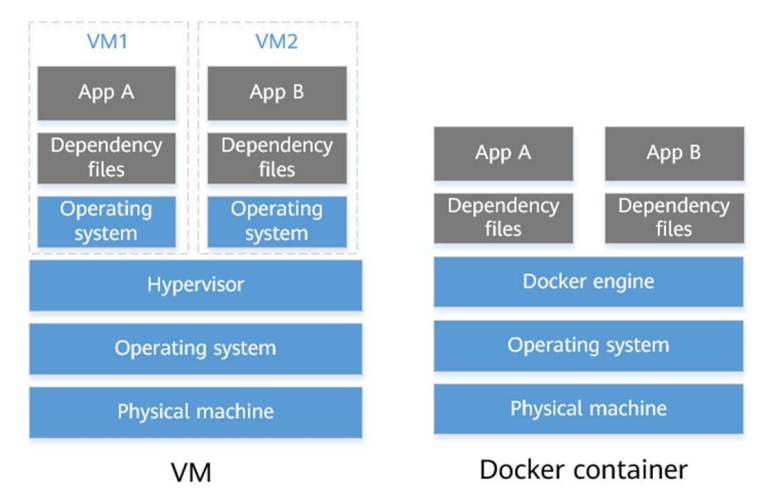 VM1
App A
Dependency
files
Operating
system
VM2
App B
Dependency
files
Operating
system
Hypervisor
Operating system
Physical machine
VM
App A
Dependency
files
App B
Dependency
files
Docker engine
Operating system
Physical machine
Docker container